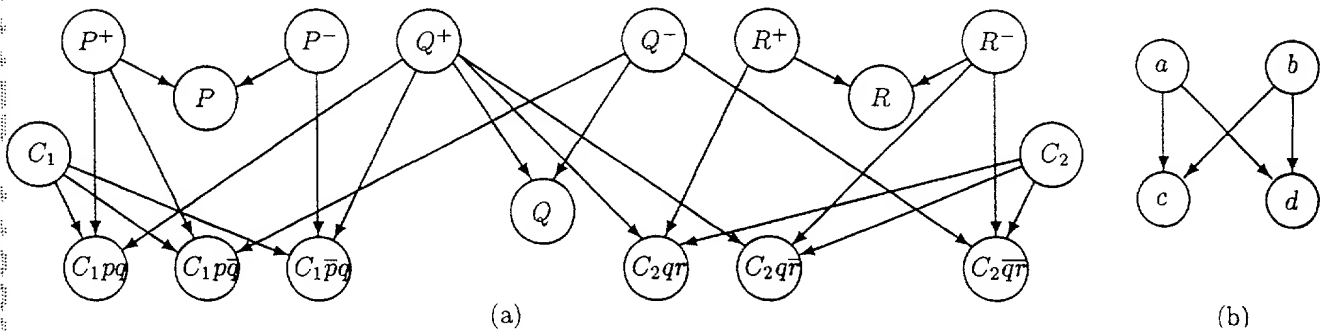 P⁺ P⁻ Q⁺ Q⁻ R⁺ R⁻
P R a b
C₁ C₂
Q c d
C₁pq C₁pq̄ C₁p̄q C₂qr C₂qr̄ C₂q̅r̅
(a) (b)